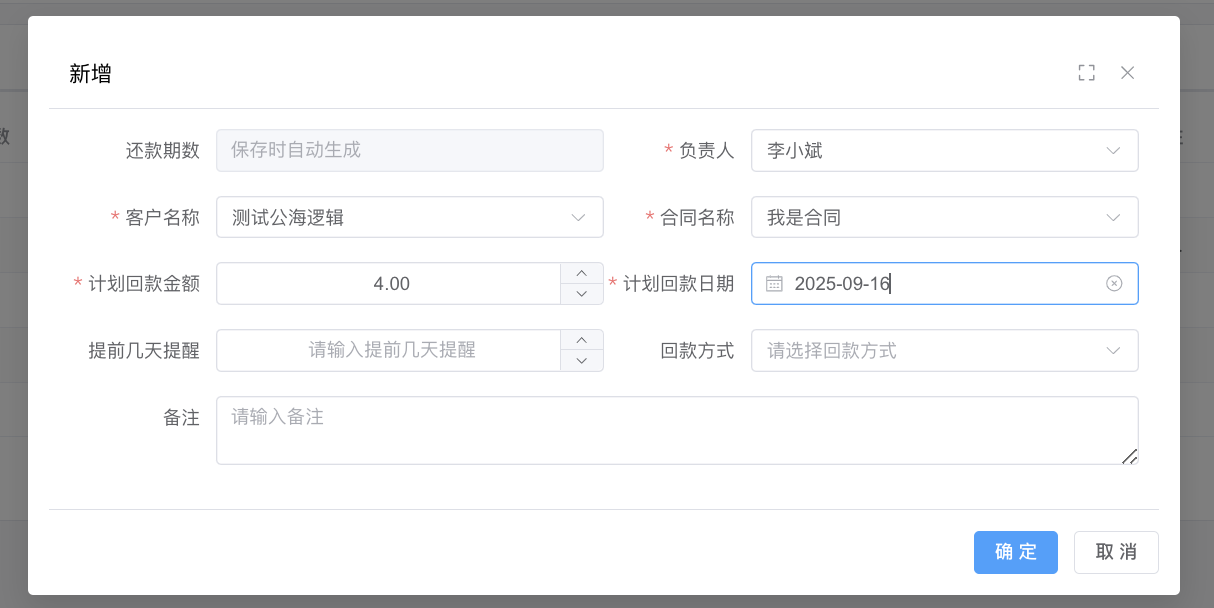 新增
还款期数 保存时自动生成 * 负责人 李小斌
* 客户名称 测试公海逻辑 * 合同名称 我是合同
* 计划回款金额 4.00 * 计划回款日期 2025-09-16
提前几天提醒 请输入提前几天提醒 回款方式 请选择回款方式
备注 请输入备注
确 定 取 消
数